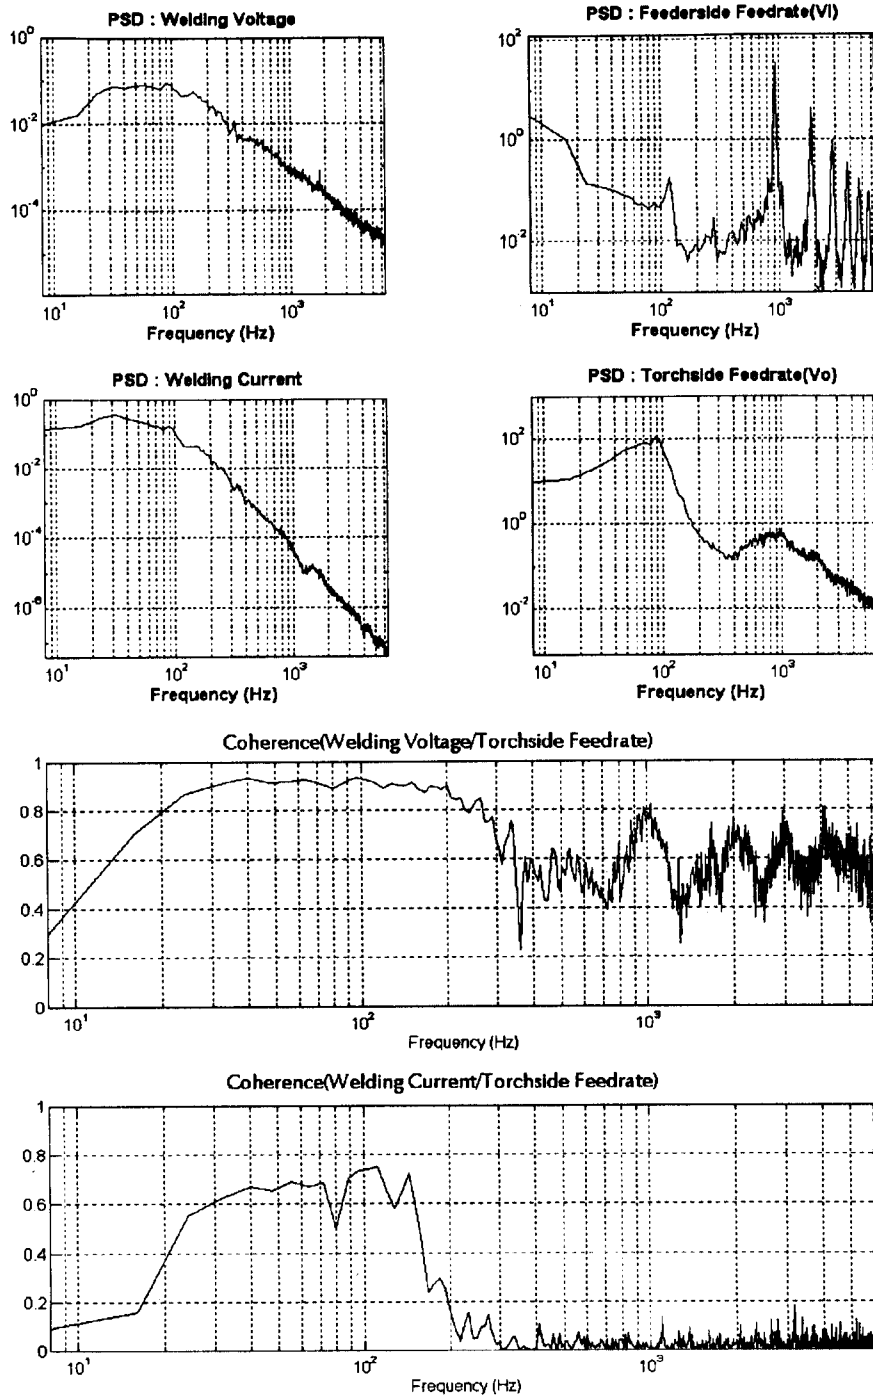 PSD : Welding Voltage
10^0
10^-2
10^-4
10^1 10^2 10^3
Frequency (Hz)
PSD : Feederside Feedrate(Vi)
10^2
10^0
10^-2
10^1 10^2 10^3
Frequency (Hz)
PSD : Welding Current
10^0
10^-2
10^-4
10^-6
10^1 10^2 10^3
Frequency (Hz)
PSD : Torchside Feedrate(Vo)
10^2
10^0
10^-2
10^1 10^2 10^3
Frequency (Hz)
Coherence(Welding Voltage/Torchside Feedrate)
1
0.8
0.6
0.4
0.2
0
10^1 10^2 10^3
Frequency (Hz)
Coherence(Welding Current/Torchside Feedrate)
1
0.8
0.6
0.4
0.2
0
10^1 10^2 10^3
Frequency (Hz)